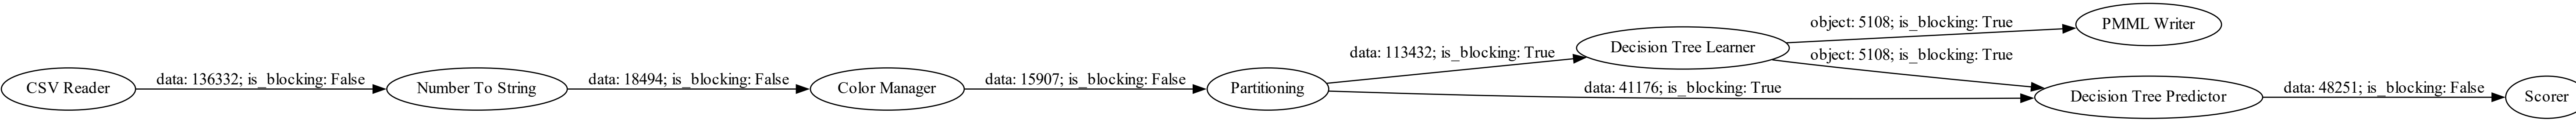 CSV Reader
data: 136332; is_blocking: False
Number To String
data: 18494; is_blocking: False
Color Manager
data: 15907; is_blocking: False
Partitioning
data: 113432; is_blocking: True
Decision Tree Learner
object: 5108; is_blocking: True
PMML Writer
object: 5108; is_blocking: True
data: 41176; is_blocking: True
Decision Tree Predictor
data: 48251; is_blocking: False
Scorer